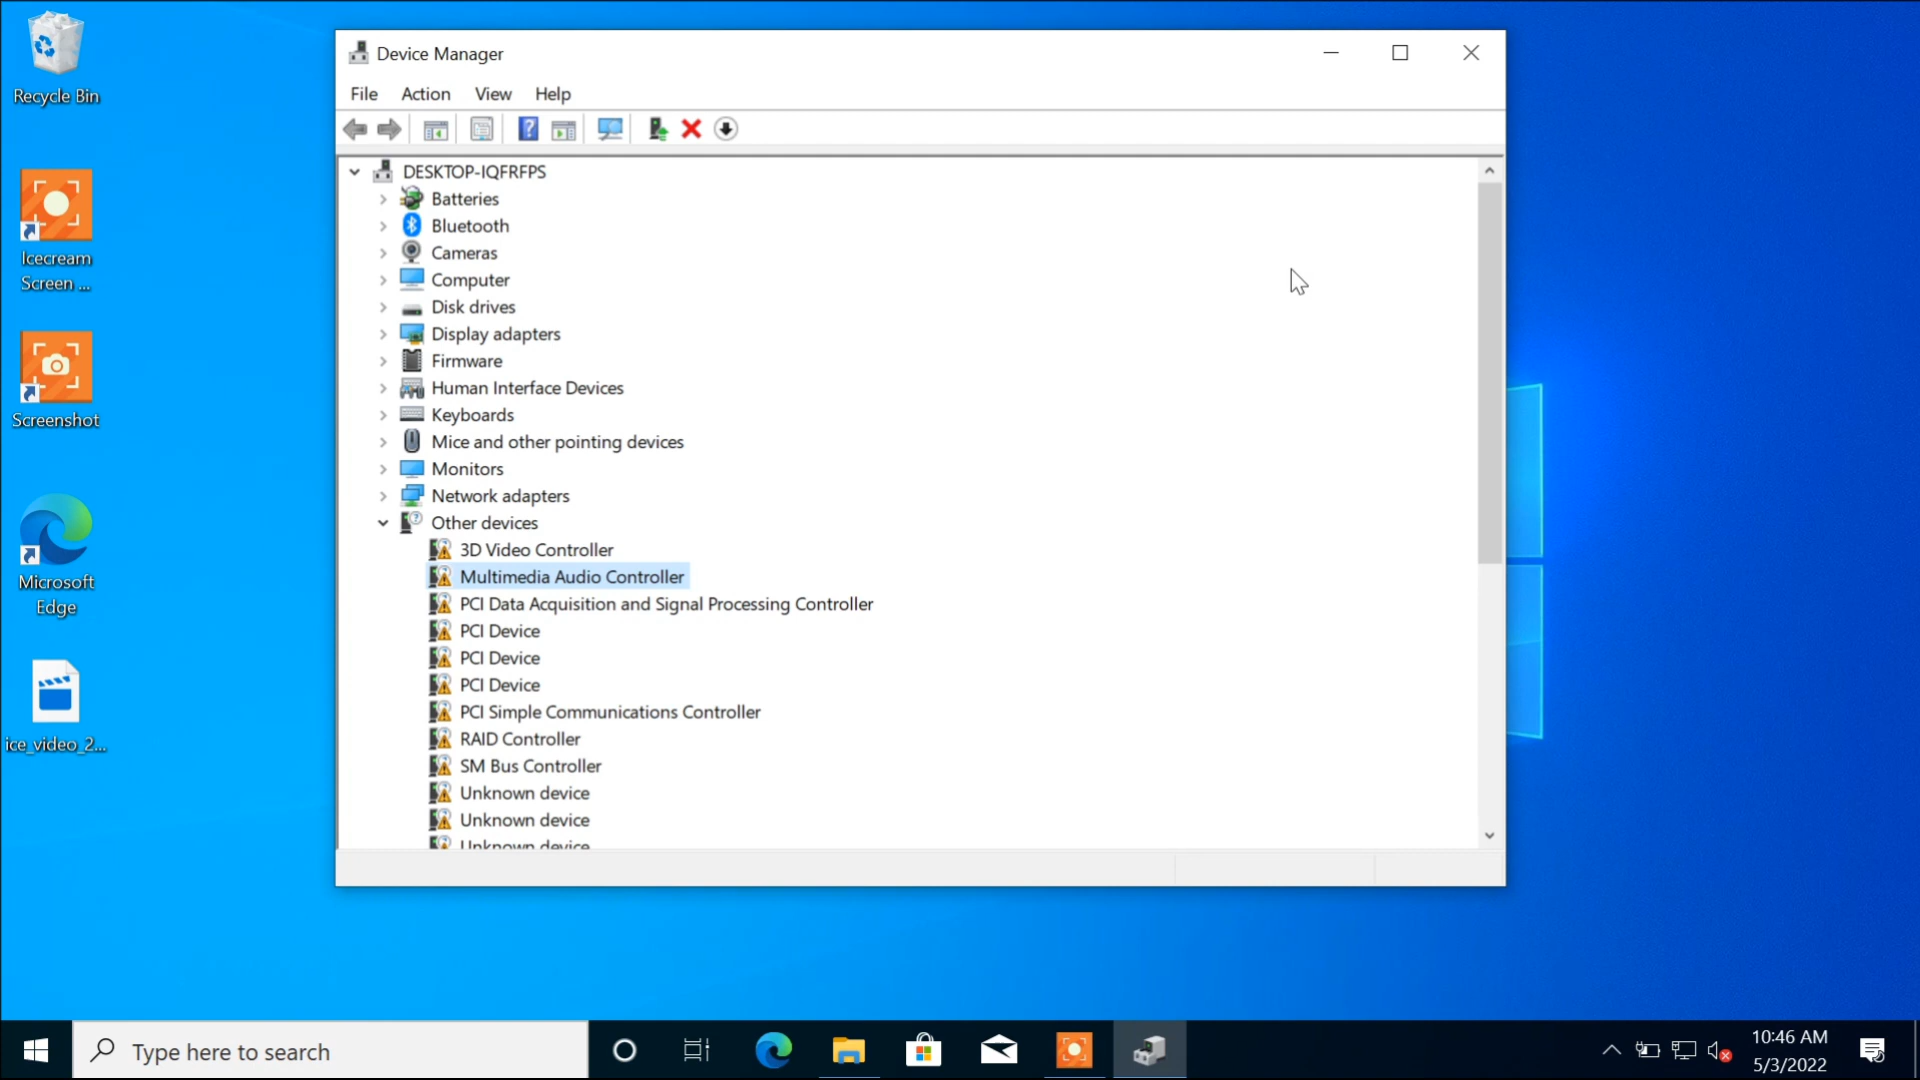 Recycle Bin
Icecream
Screen ...
Screenshot
Microsoft
Edge
ice_video_2...
Device Manager
File Action View Help
DESKTOP-IQFRFPS
Batteries
Bluetooth
Cameras
Computer
Disk drives
Display adapters
Firmware
Human Interface Devices
Keyboards
Mice and other pointing devices
Monitors
Network adapters
Other devices
3D Video Controller
Multimedia Audio Controller
PCI Data Acquisition and Signal Processing Controller
PCI Device
PCI Device
PCI Device
PCI Simple Communications Controller
RAID Controller
SM Bus Controller
Unknown device
Unknown device
Unknown device
Type here to search
10:46 AM
5/3/2022